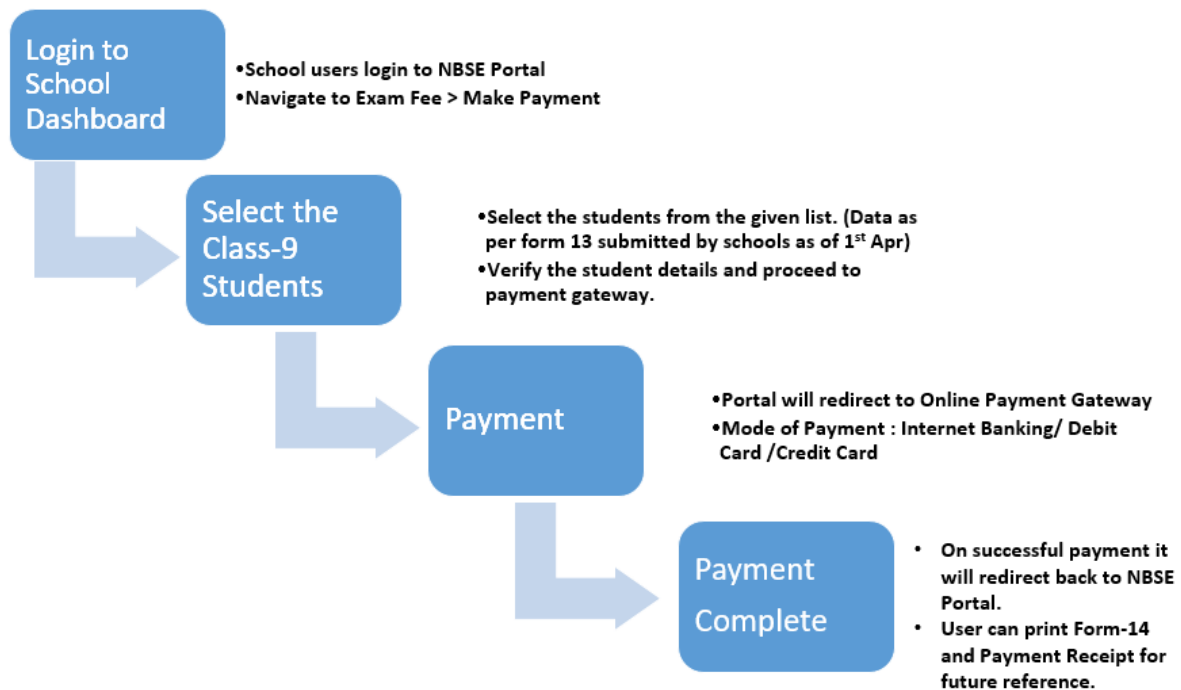 Login to
School
Dashboard
•School users login to NBSE Portal
•Navigate to Exam Fee > Make Payment
Select the
Class-9
Students
•Select the students from the given list. (Data as
per form 13 submitted by schools as of 1st Apr)
•Verify the student details and proceed to
payment gateway.
Payment
•Portal will redirect to Online Payment Gateway
•Mode of Payment : Internet Banking/ Debit
Card /Credit Card
Payment
Complete
• On successful payment it
will redirect back to NBSE
Portal.
• User can print Form-14
and Payment Receipt for
future reference.